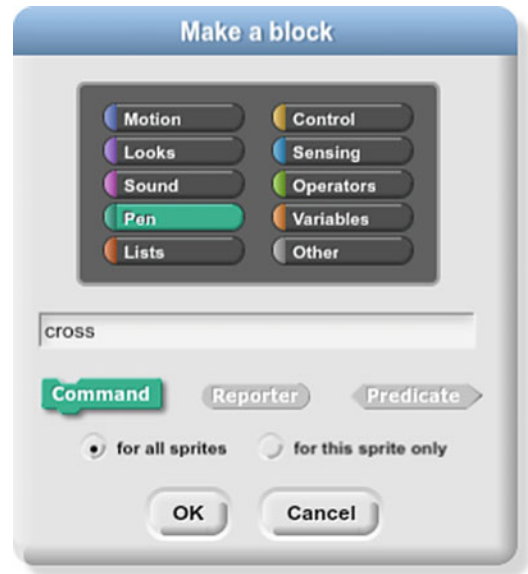 Make a block
Motion Control
Looks Sensing
Sound Operators
Pen Variables
Lists Other
cross
Command Reporter Predicate
for all sprites for this sprite only
OK Cancel